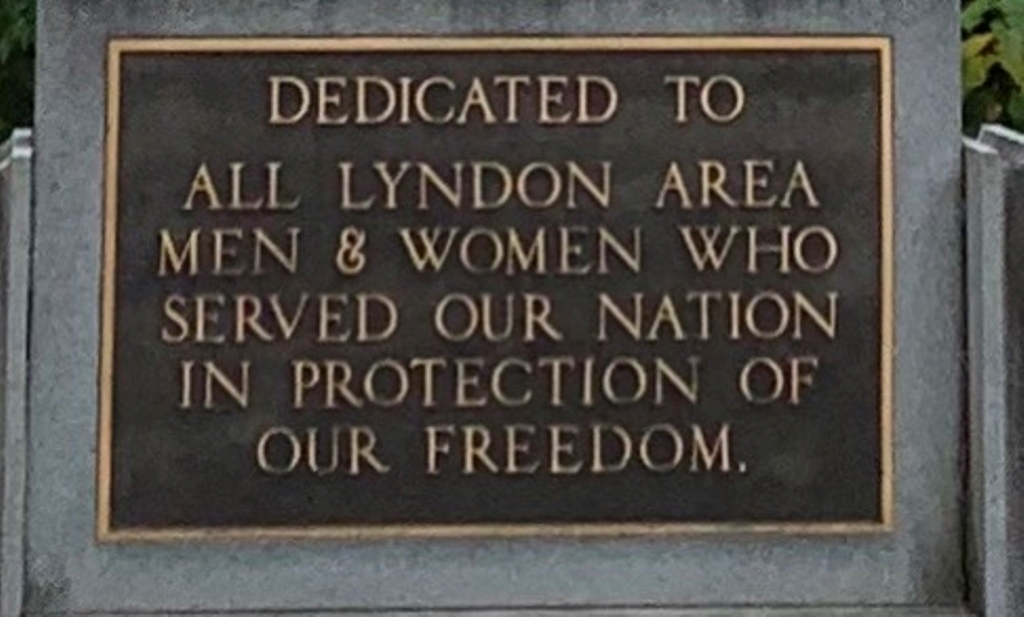 DEDICATED TO
ALL LYNDON AREA
MEN & WOMEN WHO
SERVED OUR NATION
IN PROTECTION OF
OUR FREEDOM.